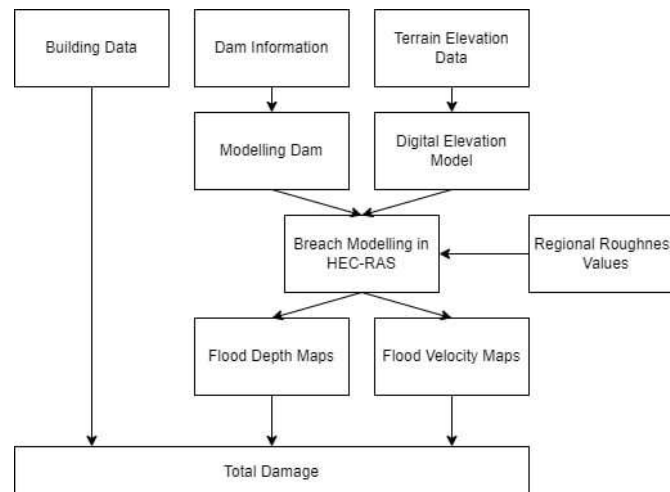 Building Data
Dam Information
Terrain Elevation
Data
Modelling Dam
Digital Elevation
Model
Breach Modelling in
HEC-RAS
Regional Roughness
Values
Flood Depth Maps
Flood Velocity Maps
Total Damage